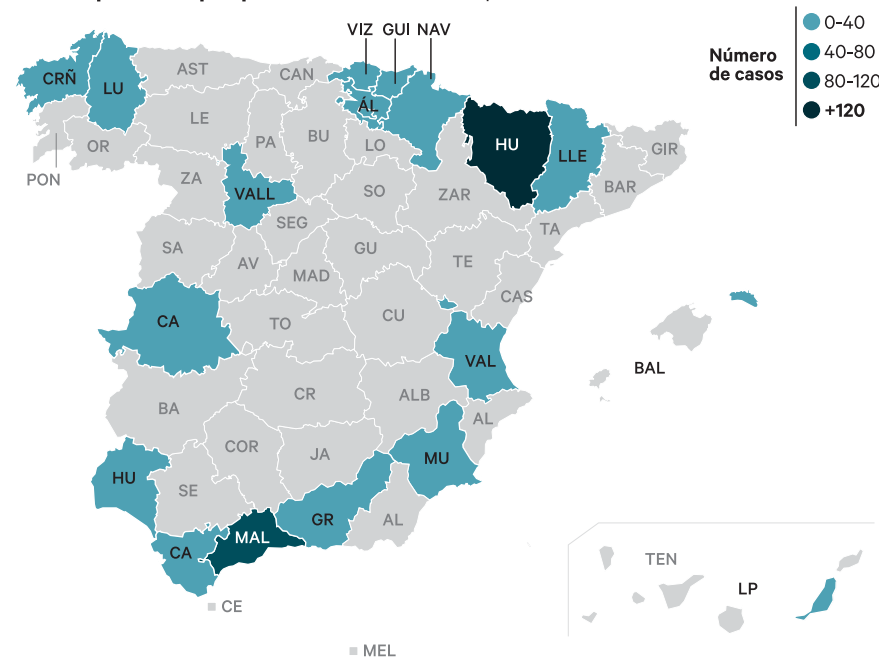 VIZ GUI NAV
0-40
40-80
80-120
+120
Número
de casos
CRÑ
LU
AST
CAN
ÁL
LE
PA
BU
LO
HU
LLE
GIR
OR
PON
ZA
VALL
SO
ZAR
BAR
SEG
TA
SA
AV
MAD
GU
TE
CAS
CA
TO
CU
VAL
BAL
BA
CR
ALB
AL
COR
JA
MU
HU
SE
GR
AL
MAL
CA
CE
MEL
TEN
LP